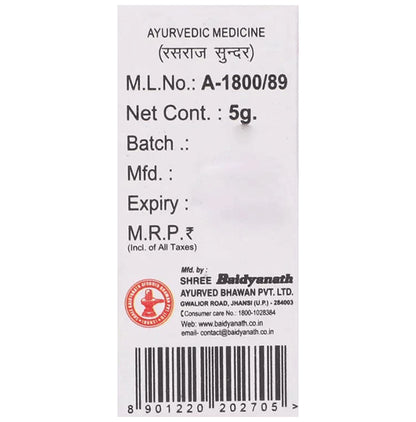 AYURVEDIC MEDICINE
(रसराज सुन्दर)
M.L.No.: A-1800/89
Net Cont. : 5g.
Batch .:
Mfd. :
Expiry :
M.R.P.₹
(Incl. of All Taxes)
Mfd. by :
SHREE Baidyanath
AYURVED BHAWAN PVT. LTD.
GWALIOR ROAD, JHANSI (U.P.) - 284003
Consumer care No.: 1800-1028384
Web: www.baidyanath.co.in
email- contact@baidyanath.co.in
8 901220 202705 >